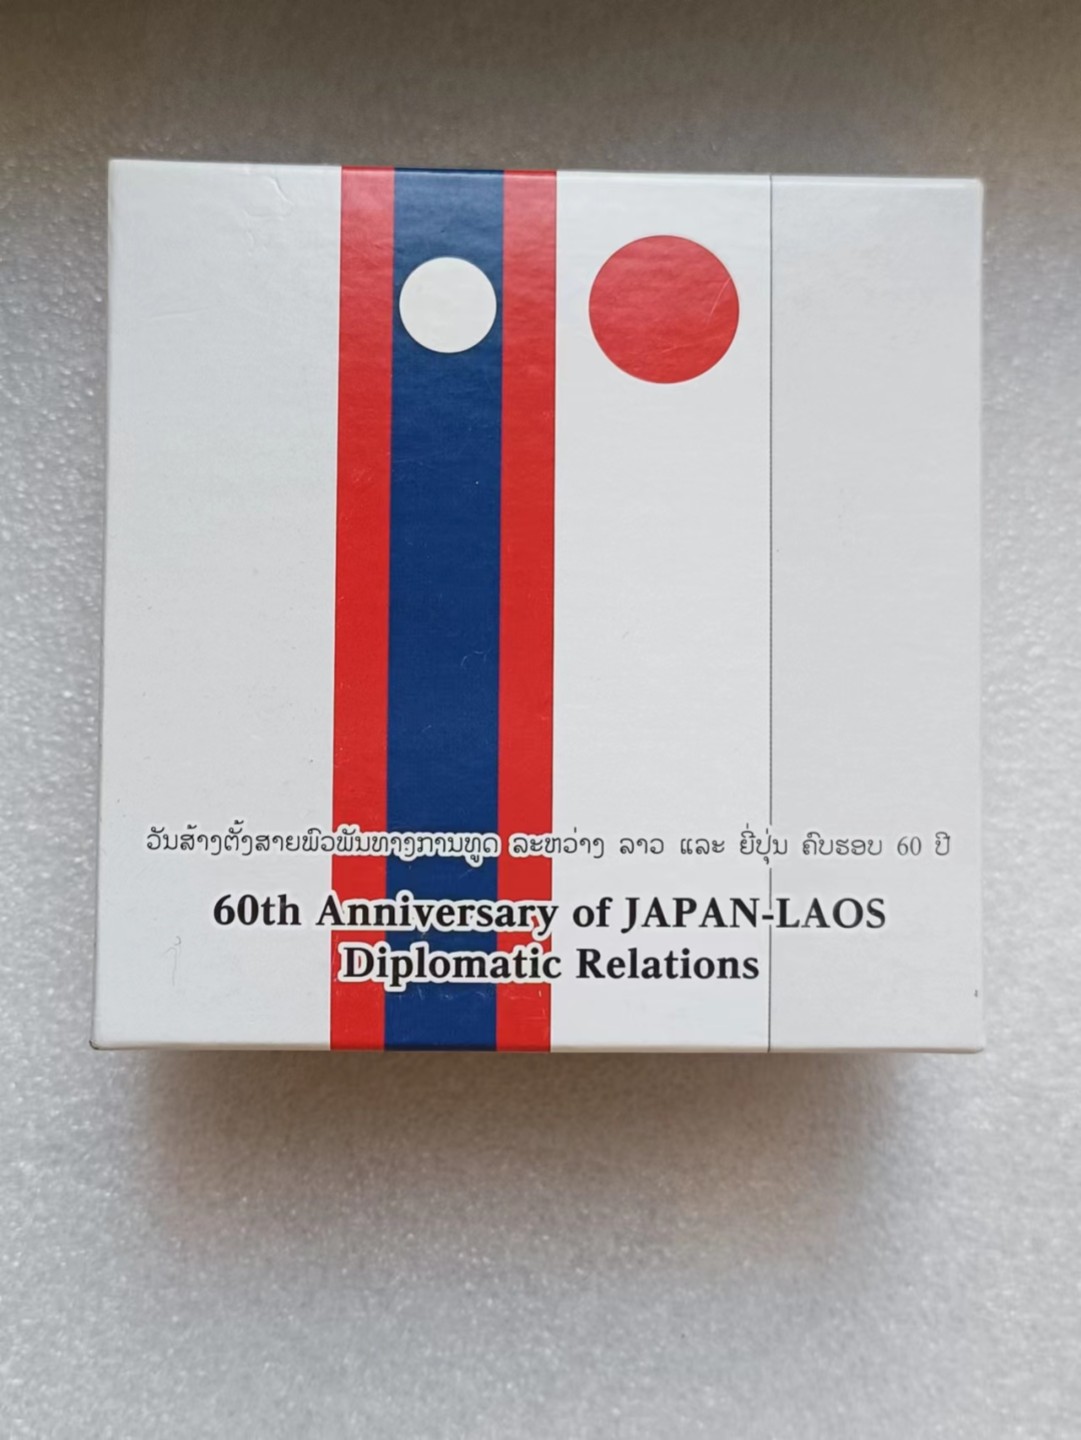 ວັນສ້າງຕັ້ງສາຍພົວພັນທາງການທູດ ລະຫວ່າງ ລາວ ແລະ ຍີ່ປຸ່ນ ຄົບຮອບ 60 ປີ
60th Anniversary of JAPAN-LAOS
Diplomatic Relations